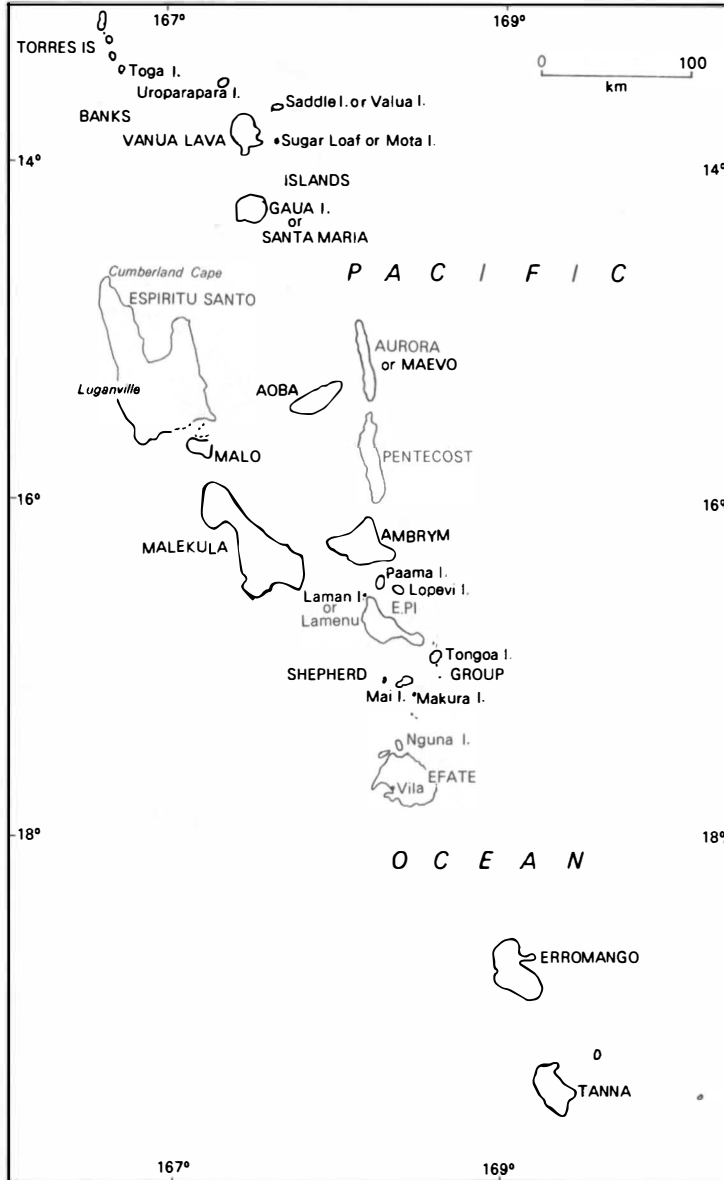 167° 169°
TORRES IS
Toga I.
Uroparapara I.
0 100
km
Saddle I. or Valua I.
BANKS
VANUA LAVA
Sugar Loaf or Mota I.
14° 14°
ISLANDS
GAUA I.
or
SANTA MARIA
PACIFIC
Cumberland Cape
ESPIRITU SANTO
AURORA
or MAEVO
Luganville
AOBA
MALO
PENTECOST
16° 16°
MALEKULA
AMBRYM
Paama I.
Lopevi I.
Laman I.
or
Lamenu
E.PI
Tongoa I.
SHEPHERD GROUP
Mai I. Makura I.
Nguna I.
EFATE
Vila
18° 18°
OCEAN
ERROMANGO
TANNA
167° 169°